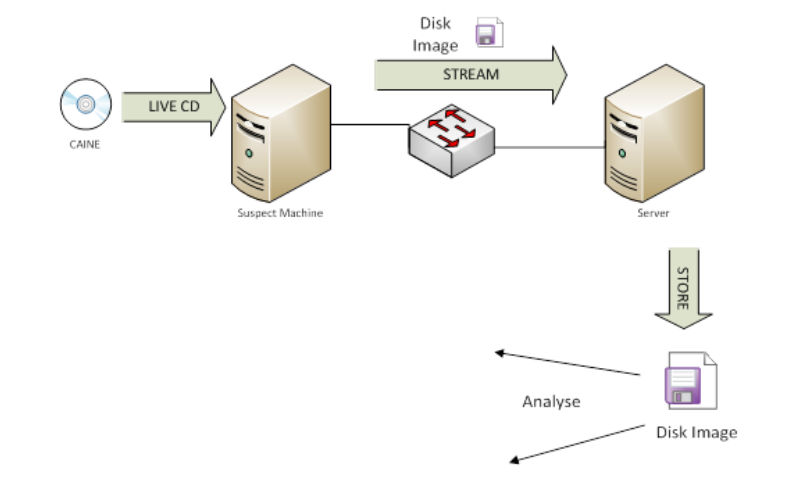 Disk
Image
STREAM
LIVE CD
CAINE
Suspect Machine
Server
STORE
Analyse
Disk Image